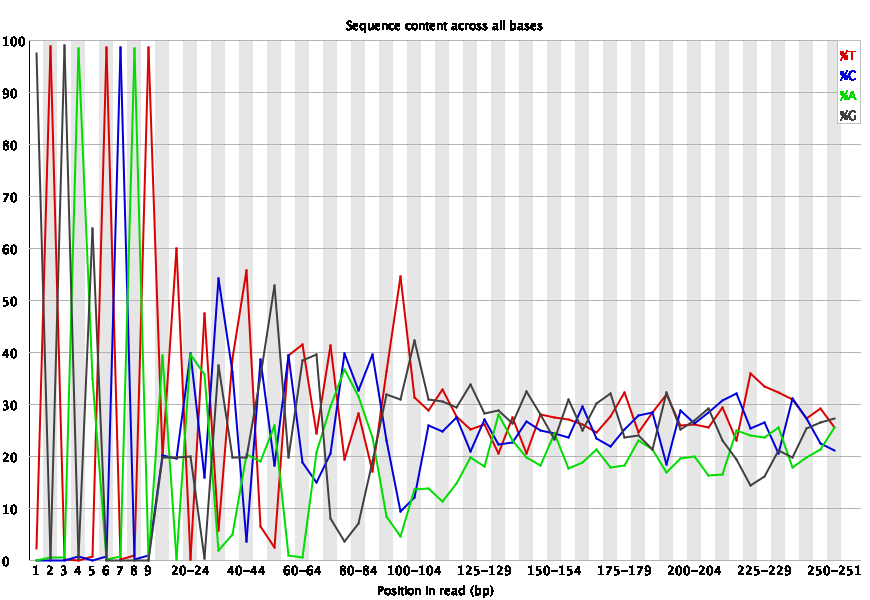 Sequence content across all bases
100
90
80
70
60
50
40
30
20
10
0
%T
%C
%A
%G
1 2 3 4 5 6 7 8 9 20-24 40-44 60-64 80-84 100-104 125-129 150-154 175-179 200-204 225-229 250-251
Position in read (bp)